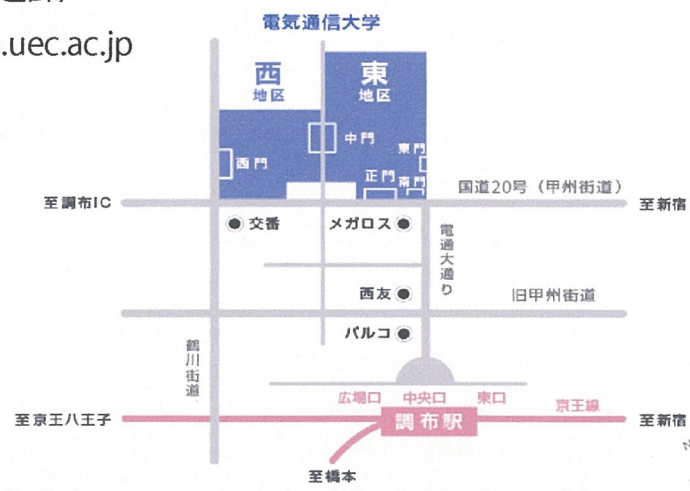 .uec.ac.jp
電気通信大学
西
地区
東
地区
中門
東門
西門
正門
南門
国道20号（甲州街道）
至調布IC
至新宿
交番
メガロス
電通大通り
西友
旧甲州街道
パルコ
鶴川街道
広場口
中央口
東口
京王線
至京王八王子
調布駅
至新宿
至橋本